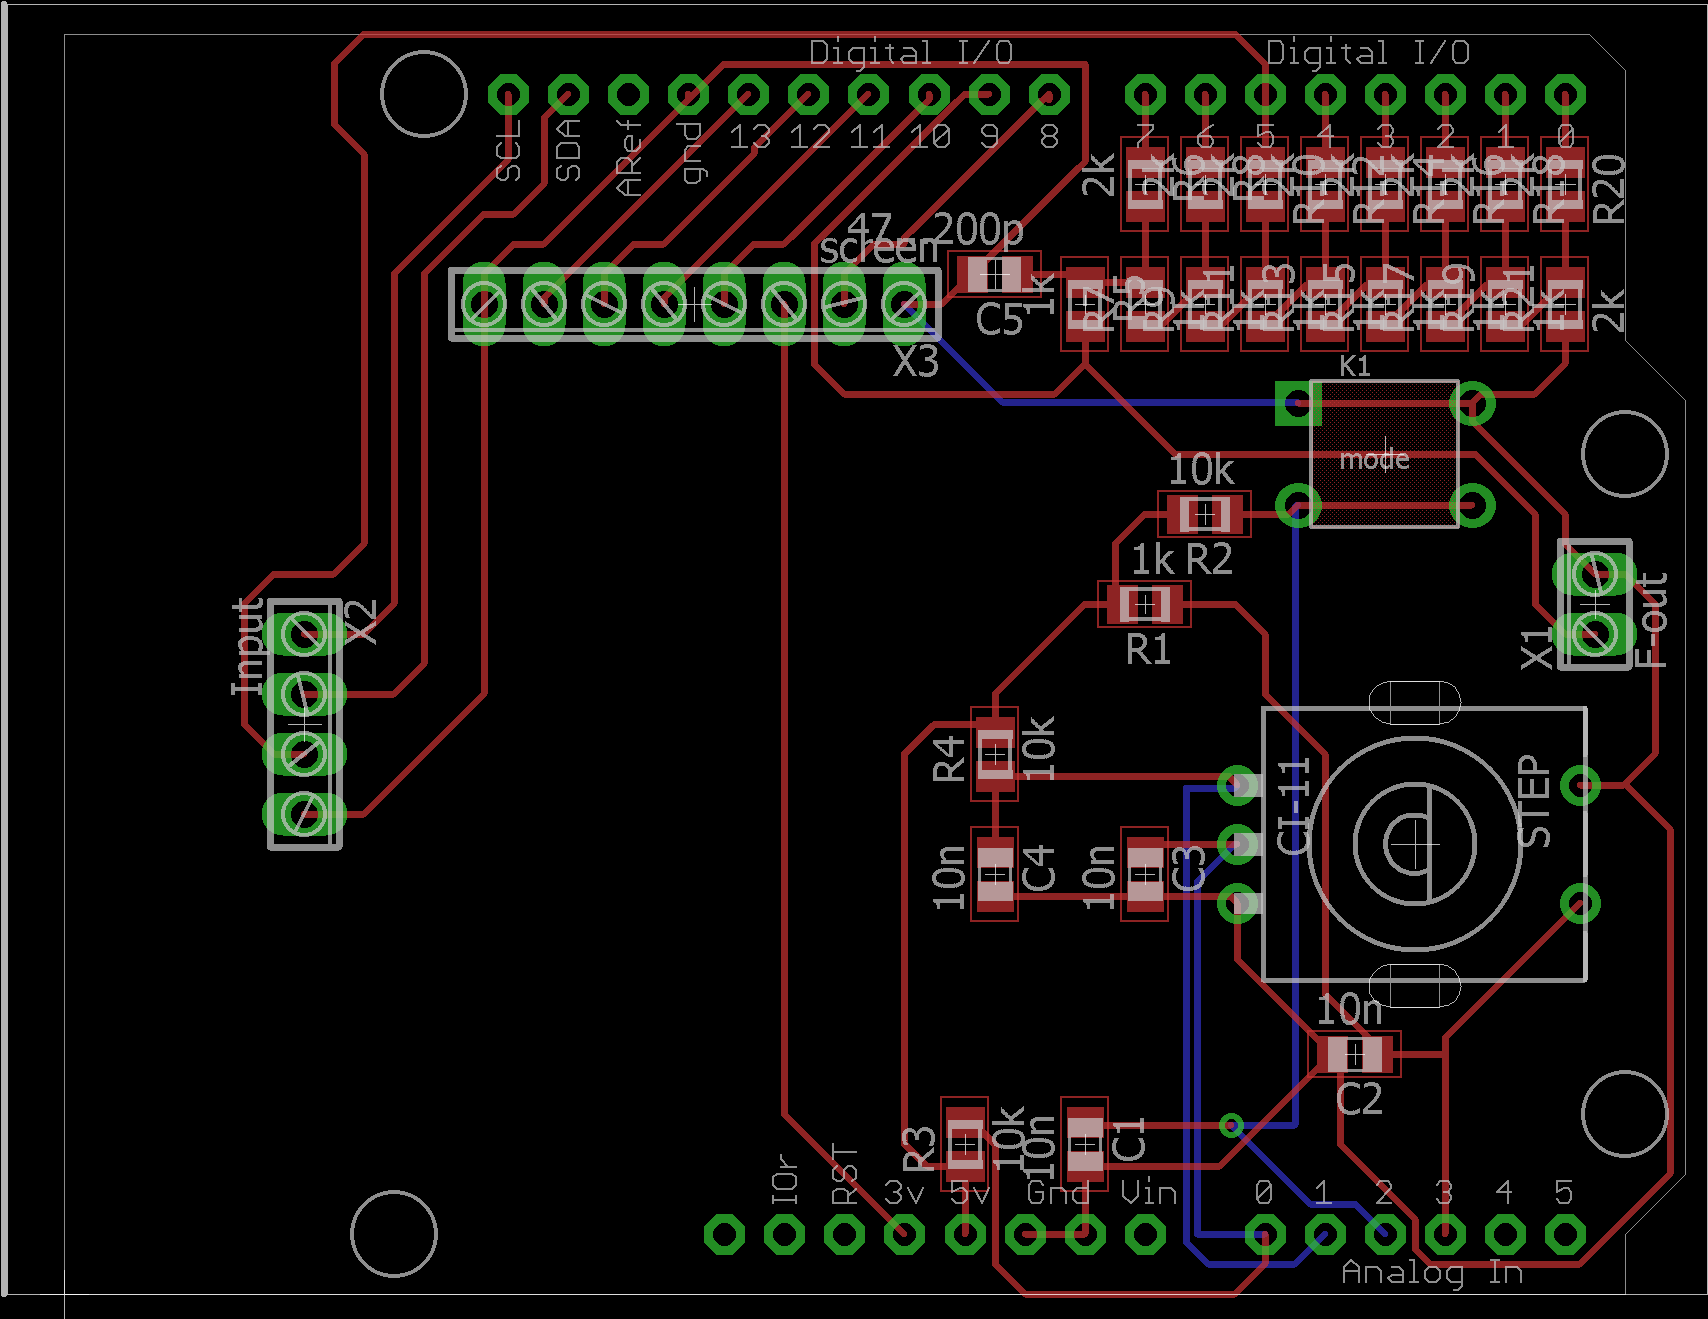 Digital I/O
Digital I/O
SCL
SDA
ARef
gnd
13
12
11
10
9
8
7
6
5
4
3
2
1
0
2k
R20
47
200p
screen
C5
1k
X3
2k
K1
mode
10k
R2
1k
R1
X1
F-out
Input
X2
R4
10k
10n
C4
10n
C3
CI-11
STEP
10n
C2
R3
10k
10n
C1
IOr
RST
3v
5v
Gnd
Vin
0
1
2
3
4
5
Analog In